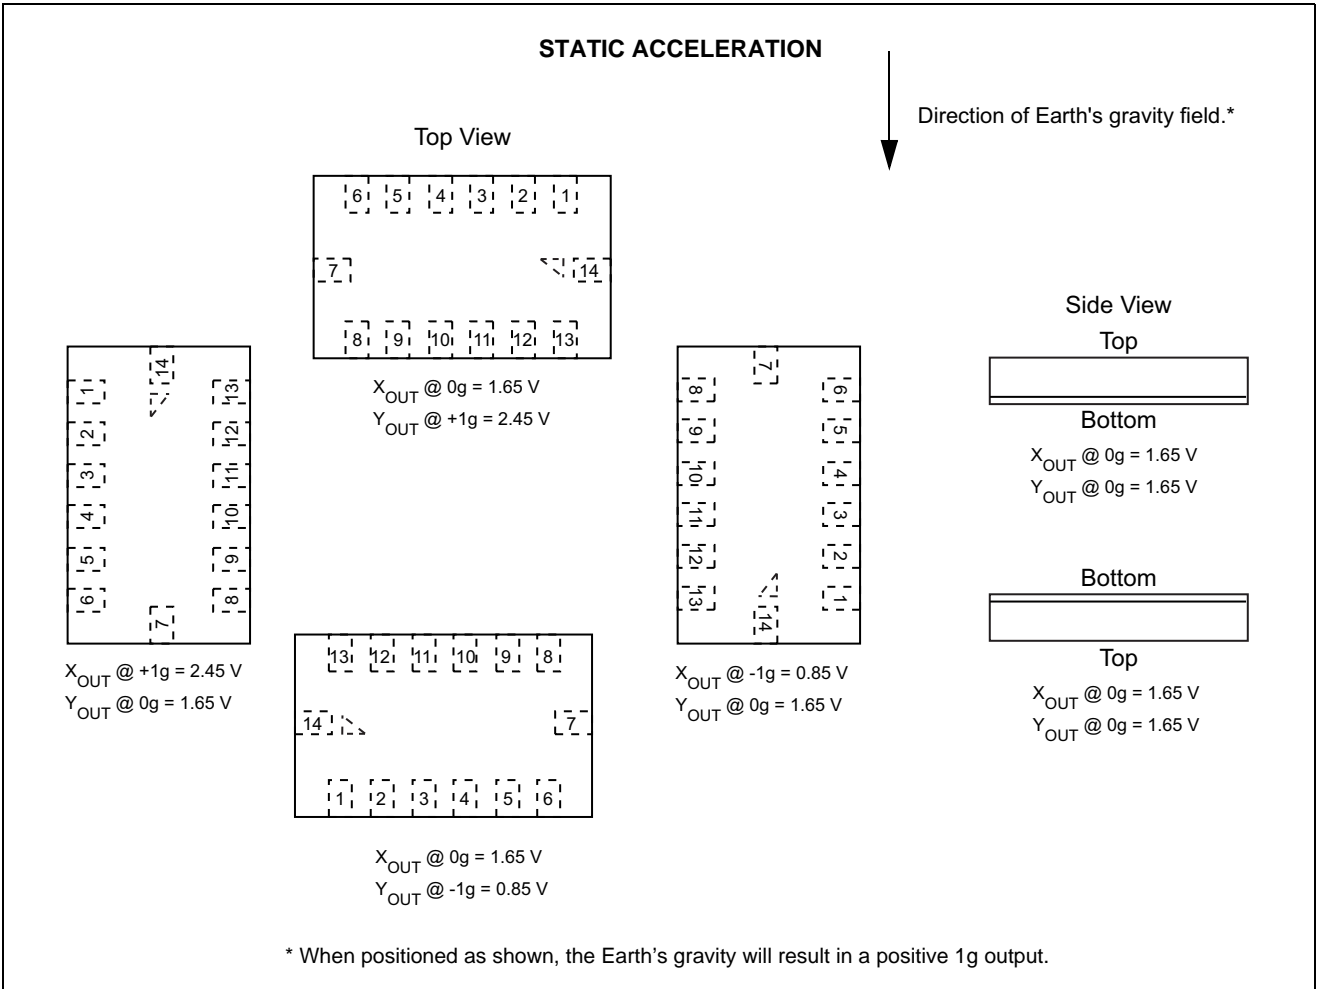 STATIC ACCELERATION
Direction of Earth's gravity field.*
Top View
6 5 4 3 2 1
7 14
8 9 10 11 12 13
XOUT @ 0g = 1.65 V
YOUT @ +1g = 2.45 V
14
1 13
2 12
3 11
4 10
5 9
6 8
7
XOUT @ +1g = 2.45 V
YOUT @ 0g = 1.65 V
7
8 6
9 5
10 4
11 3
12 2
13 1
14
XOUT @ -1g = 0.85 V
YOUT @ 0g = 1.65 V
13 12 11 10 9 8
14 7
1 2 3 4 5 6
XOUT @ 0g = 1.65 V
YOUT @ -1g = 0.85 V
Side View
Top
Bottom
XOUT @ 0g = 1.65 V
YOUT @ 0g = 1.65 V
Bottom
Top
XOUT @ 0g = 1.65 V
YOUT @ 0g = 1.65 V
* When positioned as shown, the Earth's gravity will result in a positive 1g output.